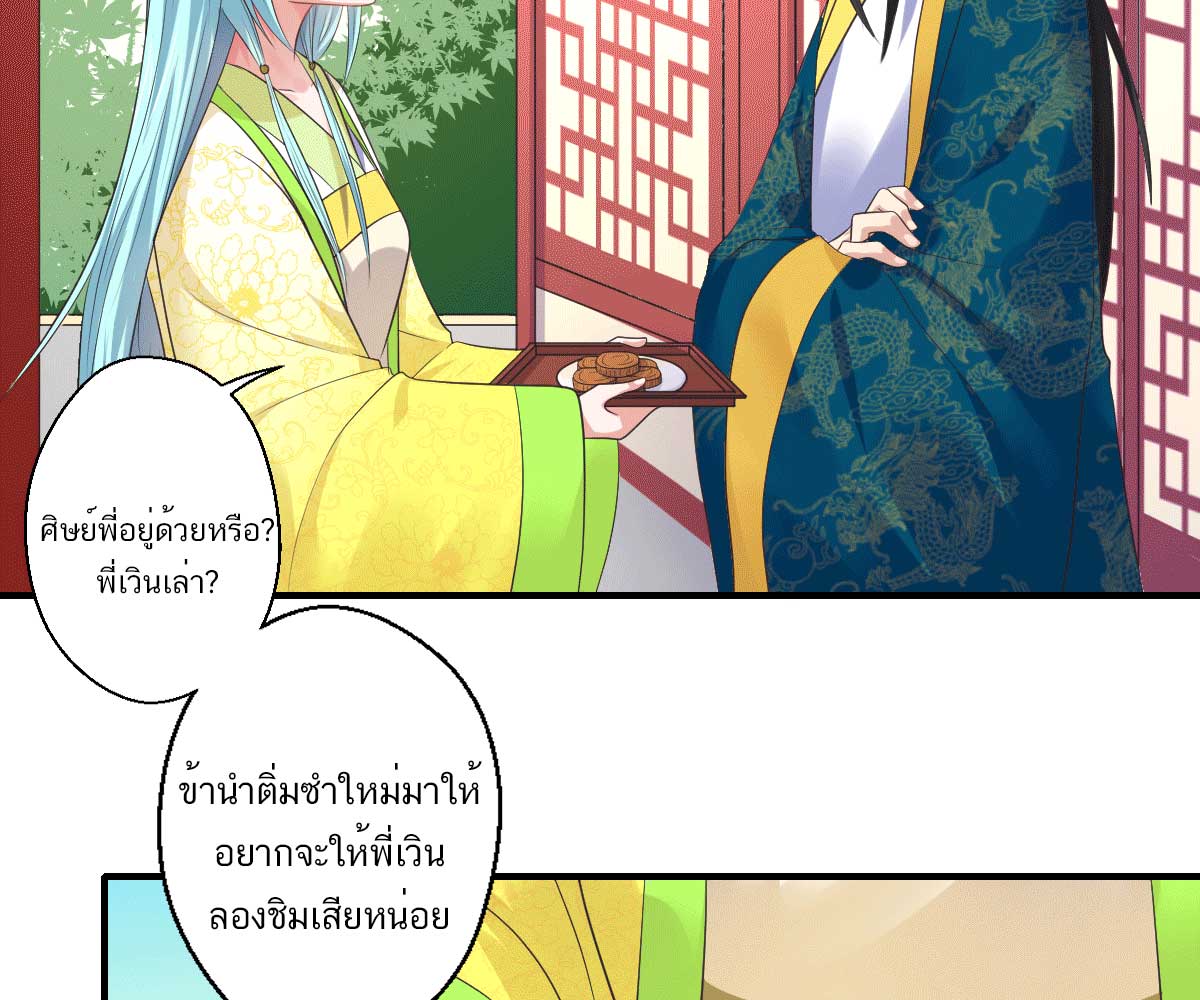 ศิษย์พี่อยู่ด้วยหรือ?
พี่เวินเล่า?
ข้านำติ่มซำใหม่มาให้
อยากจะให้พี่เวิน
ลองชิมเสียหน่อย